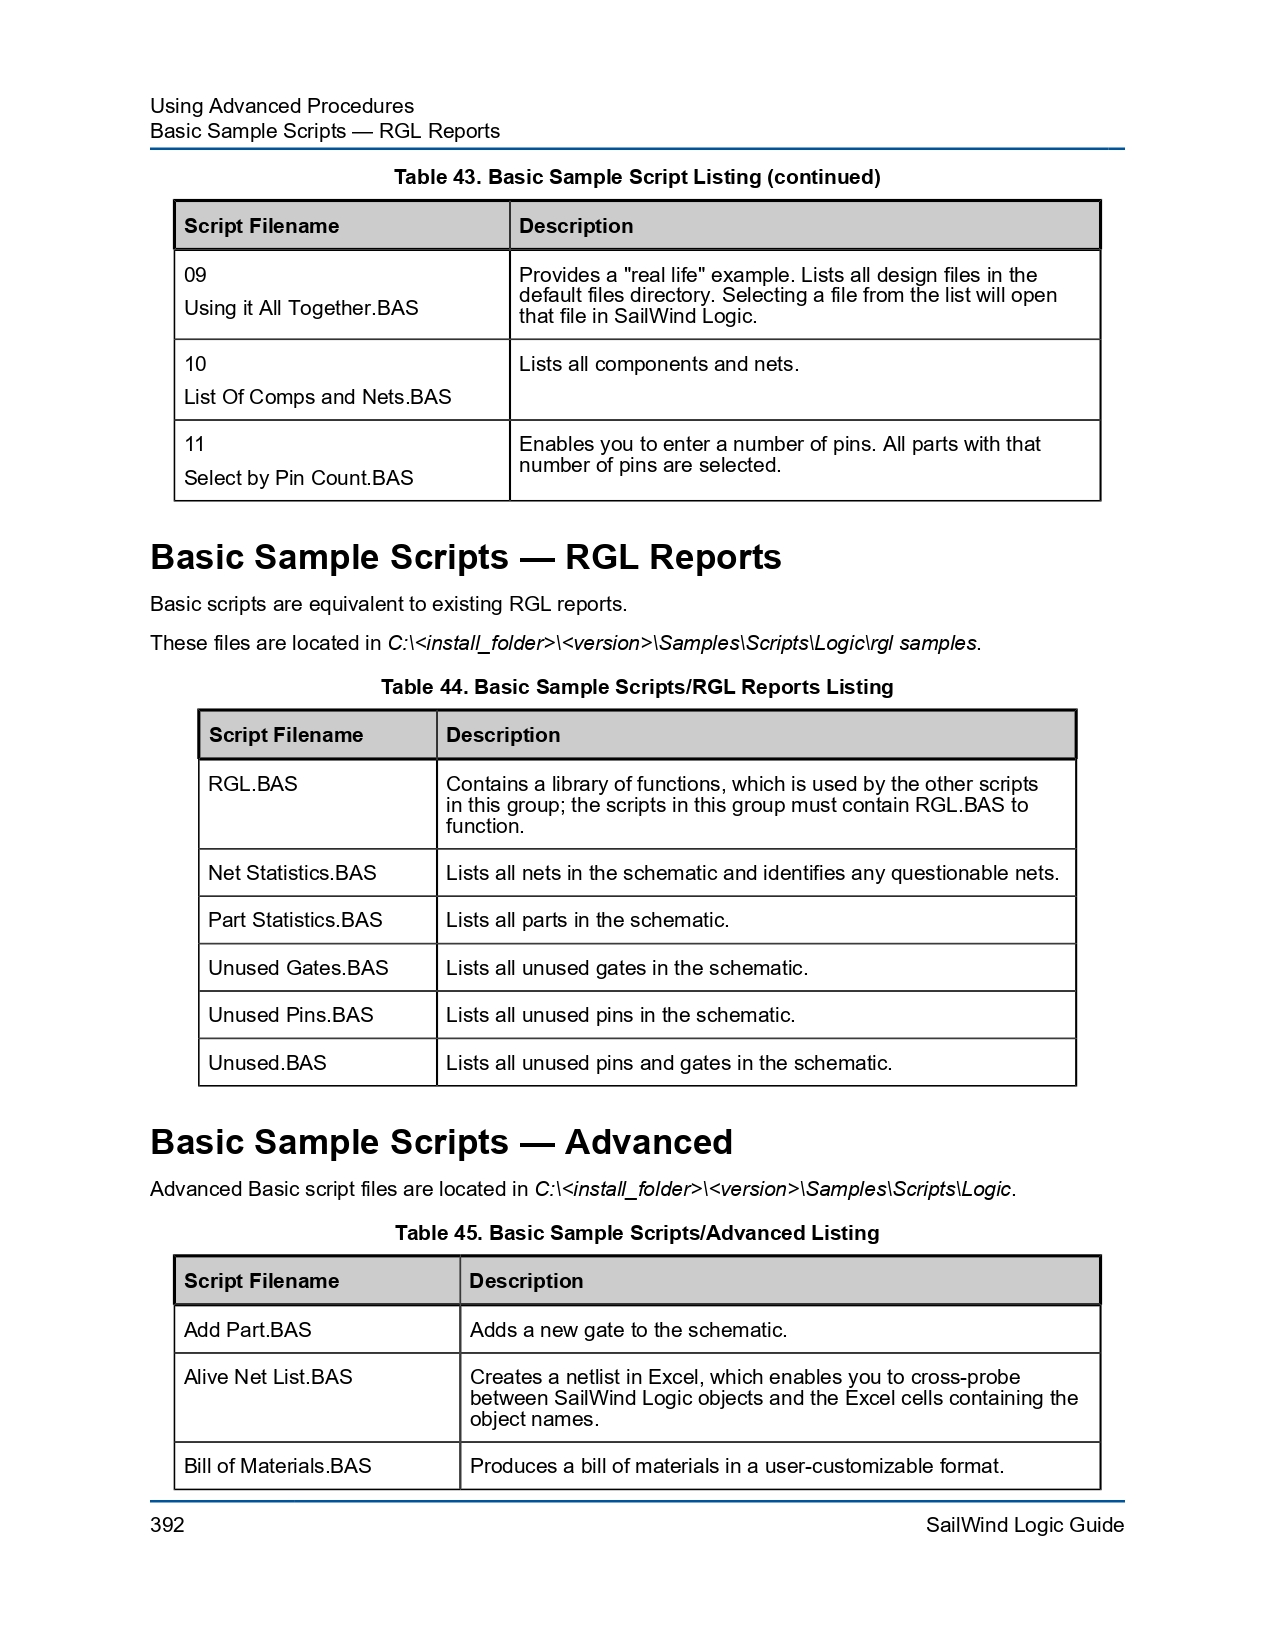 Using Advanced Procedures
Basic Sample Scripts — RGL Reports
Table 43. Basic Sample Script Listing (continued)
Script Filename
Description
09
Using it All Together.BAS
Provides a "real life" example. Lists all design files in the
default files directory. Selecting a file from the list will open
that file in SailWind Logic.
10
List Of Comps and Nets.BAS
Lists all components and nets.
11
Select by Pin Count.BAS
Enables you to enter a number of pins. All parts with that
number of pins are selected.
Basic Sample Scripts — RGL Reports
Basic scripts are equivalent to existing RGL reports.
These files are located in C:\<install_folder>\<version>\Samples\Scripts\Logic\rgl samples.
Table 44. Basic Sample Scripts/RGL Reports Listing
Script Filename
Description
RGL.BAS
Contains a library of functions, which is used by the other scripts
in this group; the scripts in this group must contain RGL.BAS to
function.
Net Statistics.BAS
Lists all nets in the schematic and identifies any questionable nets.
Part Statistics.BAS
Lists all parts in the schematic.
Unused Gates.BAS
Lists all unused gates in the schematic.
Unused Pins.BAS
Lists all unused pins in the schematic.
Unused.BAS
Lists all unused pins and gates in the schematic.
Basic Sample Scripts — Advanced
Advanced Basic script files are located in C:\<install_folder>\<version>\Samples\Scripts\Logic.
Table 45. Basic Sample Scripts/Advanced Listing
Script Filename
Description
Add Part.BAS
Adds a new gate to the schematic.
Alive Net List.BAS
Creates a netlist in Excel, which enables you to cross-probe
between SailWind Logic objects and the Excel cells containing the
object names.
Bill of Materials.BAS
Produces a bill of materials in a user-customizable format.
392
SailWind Logic Guide